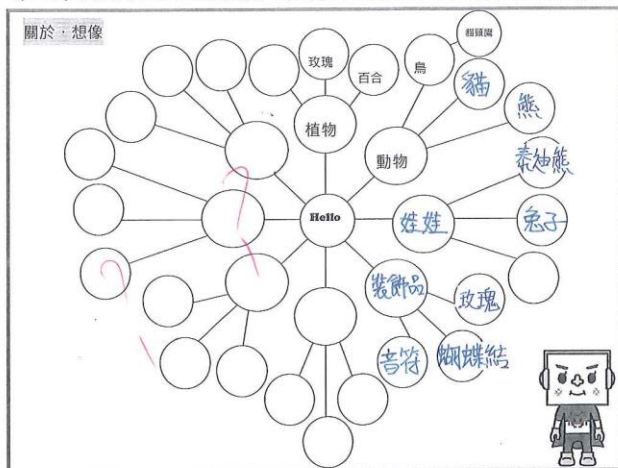 關於．想像
貓頭鷹
玫瑰
鳥
百合
貓
熊
植物
動物
泰迪熊
Hello
娃娃
兔子
裝飾品
玫瑰
音符
蝴蝶結